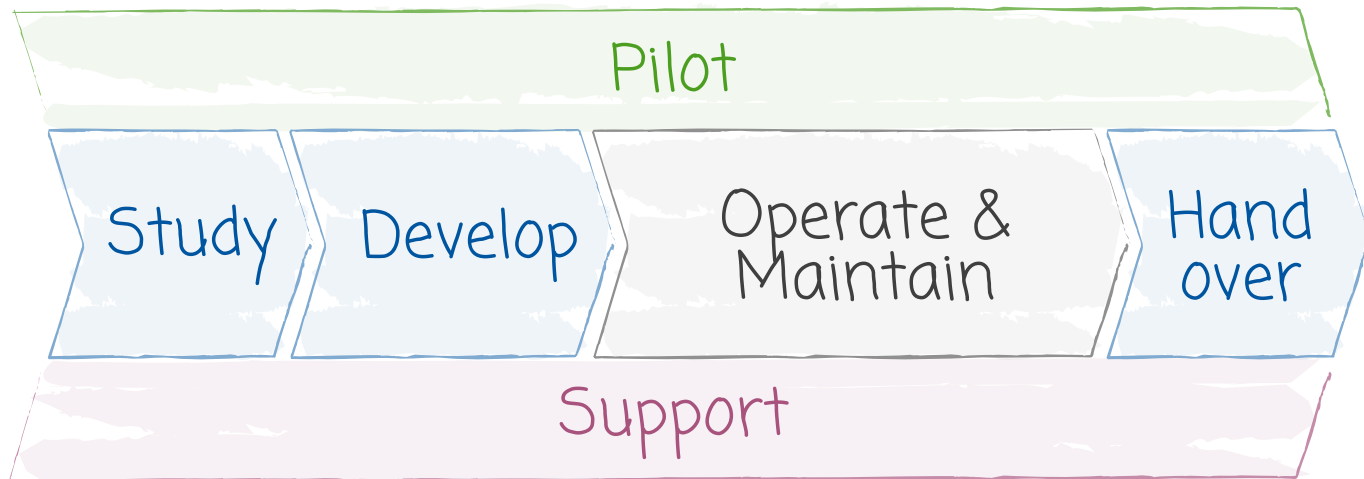 Pilot
Study
Develop
Operate &
Maintain
Hand
over
Support